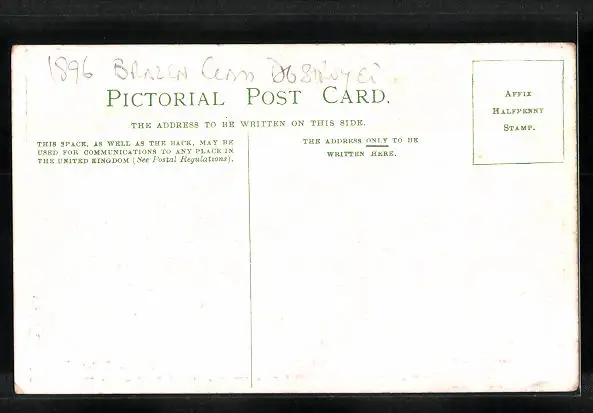 1896 BRAZEN Class Destroyer
PICTORIAL POST CARD.
THE ADDRESS TO BE WRITTEN ON THIS SIDE.
THIS SPACE, AS WELL AS THE BACK, MAY BE
USED FOR COMMUNICATIONS TO ANY PLACE IN
THE UNITED KINGDOM (See Postal Regulations).
THE ADDRESS ONLY TO BE
WRITTEN HERE.
AFFIX
HALFPENNY
STAMP.